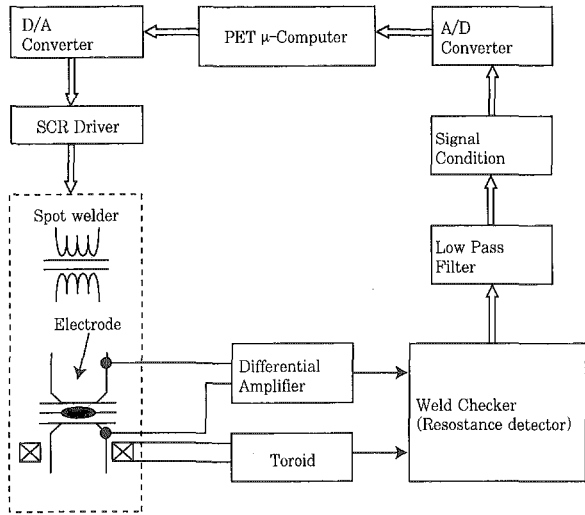 D/A
Converter
PET μ-Computer
A/D
Converter
SCR Driver
Signal
Condition
Spot welder
Low Pass
Filter
Electrode
Differential
Amplifier
Weld Checker
(Resostance detector)
Toroid